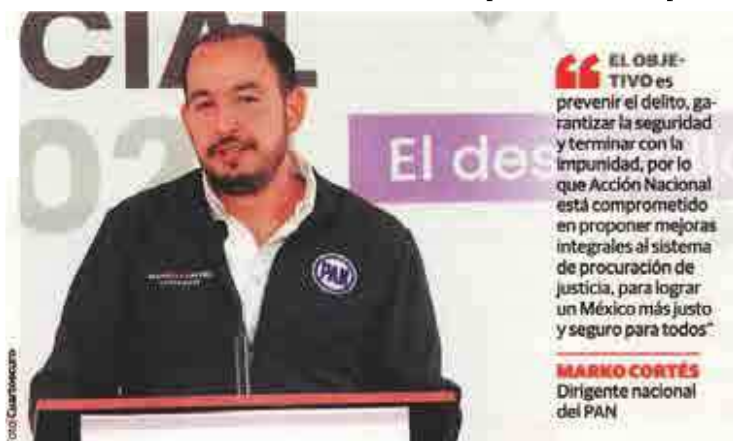 CIAL
02
El des
PAN
“ EL OBJE-
TIVO es
prevenir el delito, ga-
rantizar la seguridad
y terminar con la
impunidad, por lo
que Acción Nacional
está comprometido
en proponer mejoras
integrales al sistema
de procuración de
justicia, para lograr
un México más justo
y seguro para todos”
MARKO CORTÉS
Dirigente nacional
del PAN
Cuartoscuro